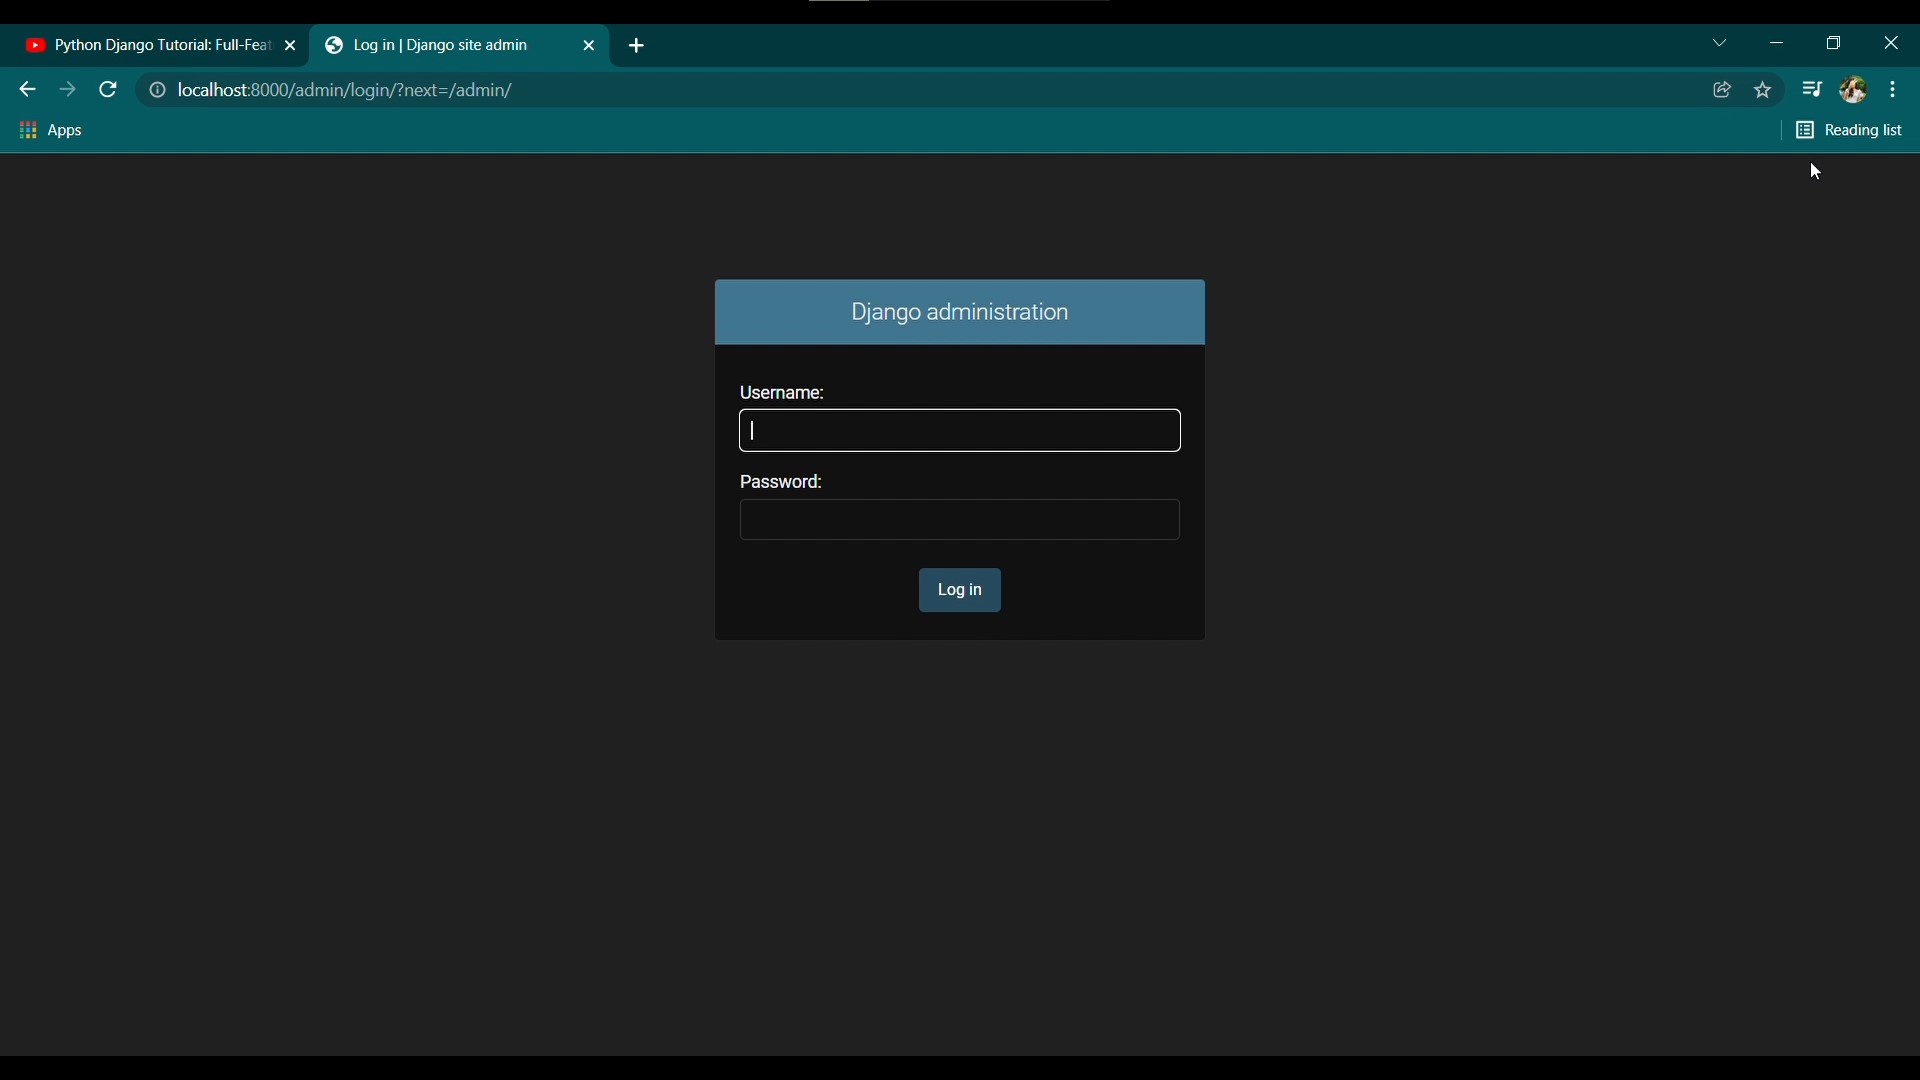 Python Django Tutorial: Full-Feat
Log in | Django site admin
localhost:8000/admin/login/?next=/admin/
Apps
Reading list
Django administration
Username:
Password:
Log in